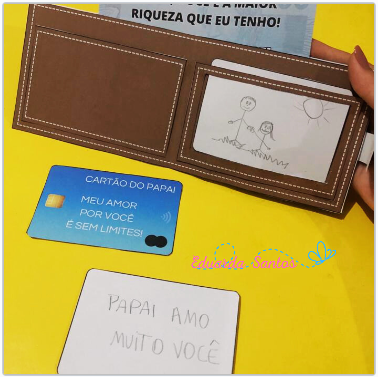 RIQUEZA QUE EU TENHO!
CARTÃO DO PAPAI
MEU AMOR
POR VOCÊ
É SEM LIMITES!
Eduarda Santos
PAPAI AMO
MUITO VOCÊ